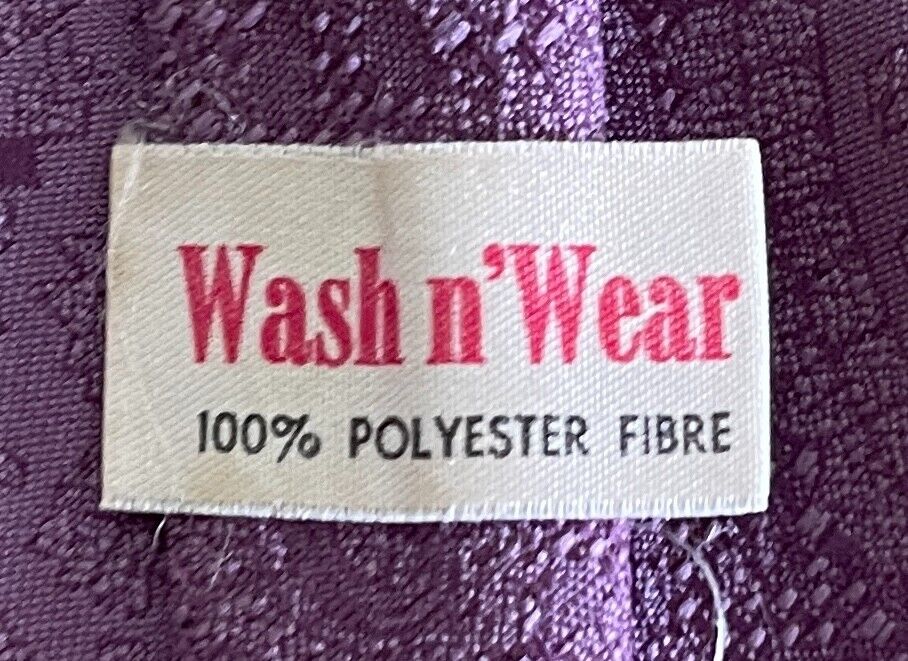 Wash n'Wear
100% POLYESTER FIBRE